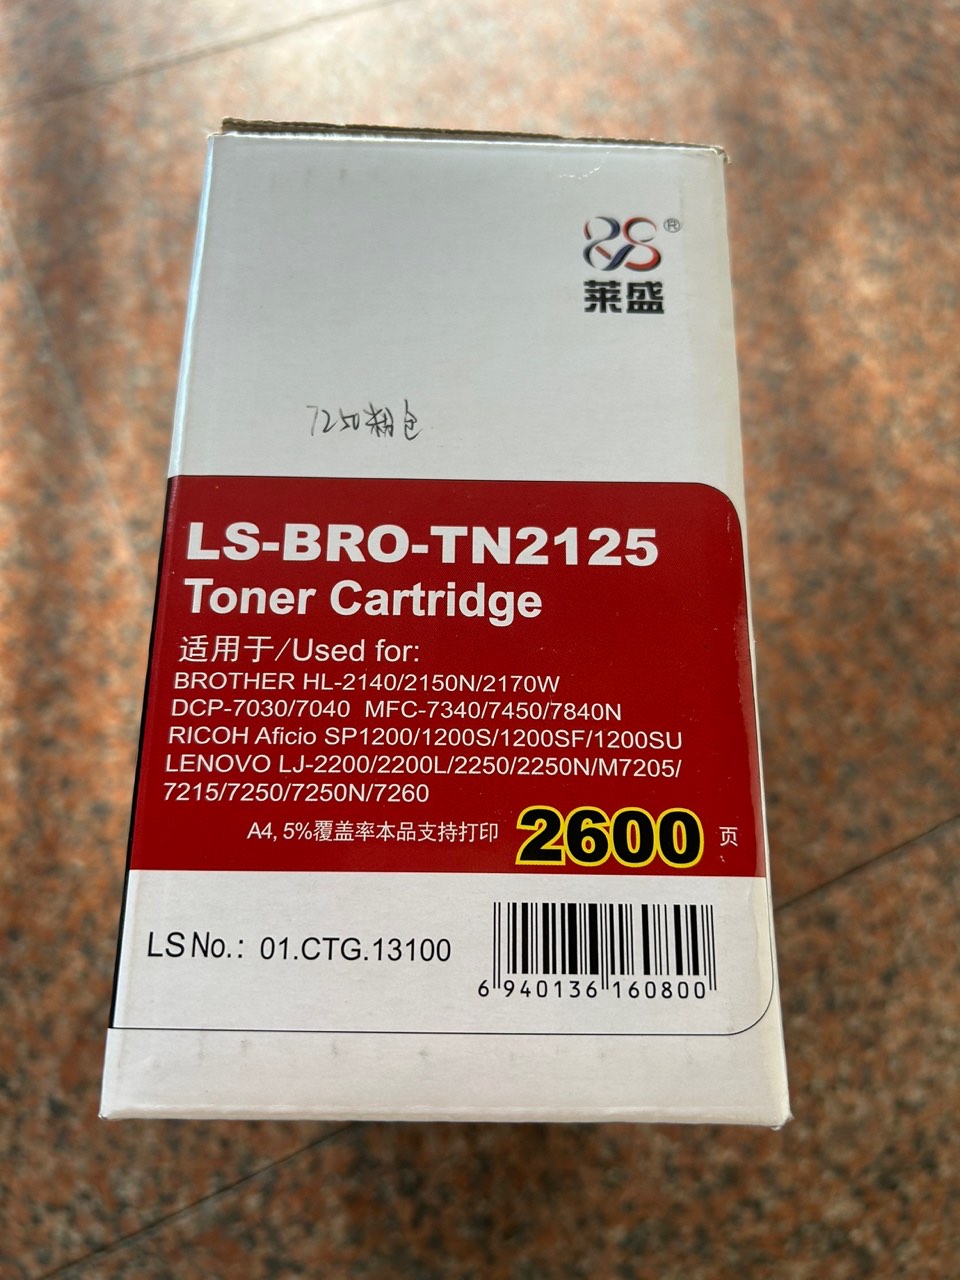 LS®
莱盛
7250粉仓
LS-BRO-TN2125
Toner Cartridge
适用于/Used for:
BROTHER HL-2140/2150N/2170W
DCP-7030/7040 MFC-7340/7450/7840N
RICOH Aficio SP1200/1200S/1200SF/1200SU
LENOVO LJ-2200/2200L/2250/2250N/M7205/
7215/7250/7250N/7260
A4, 5%覆盖率本品支持打印 2600 页
LS No.: 01.CTG.13100
6 940136 160800